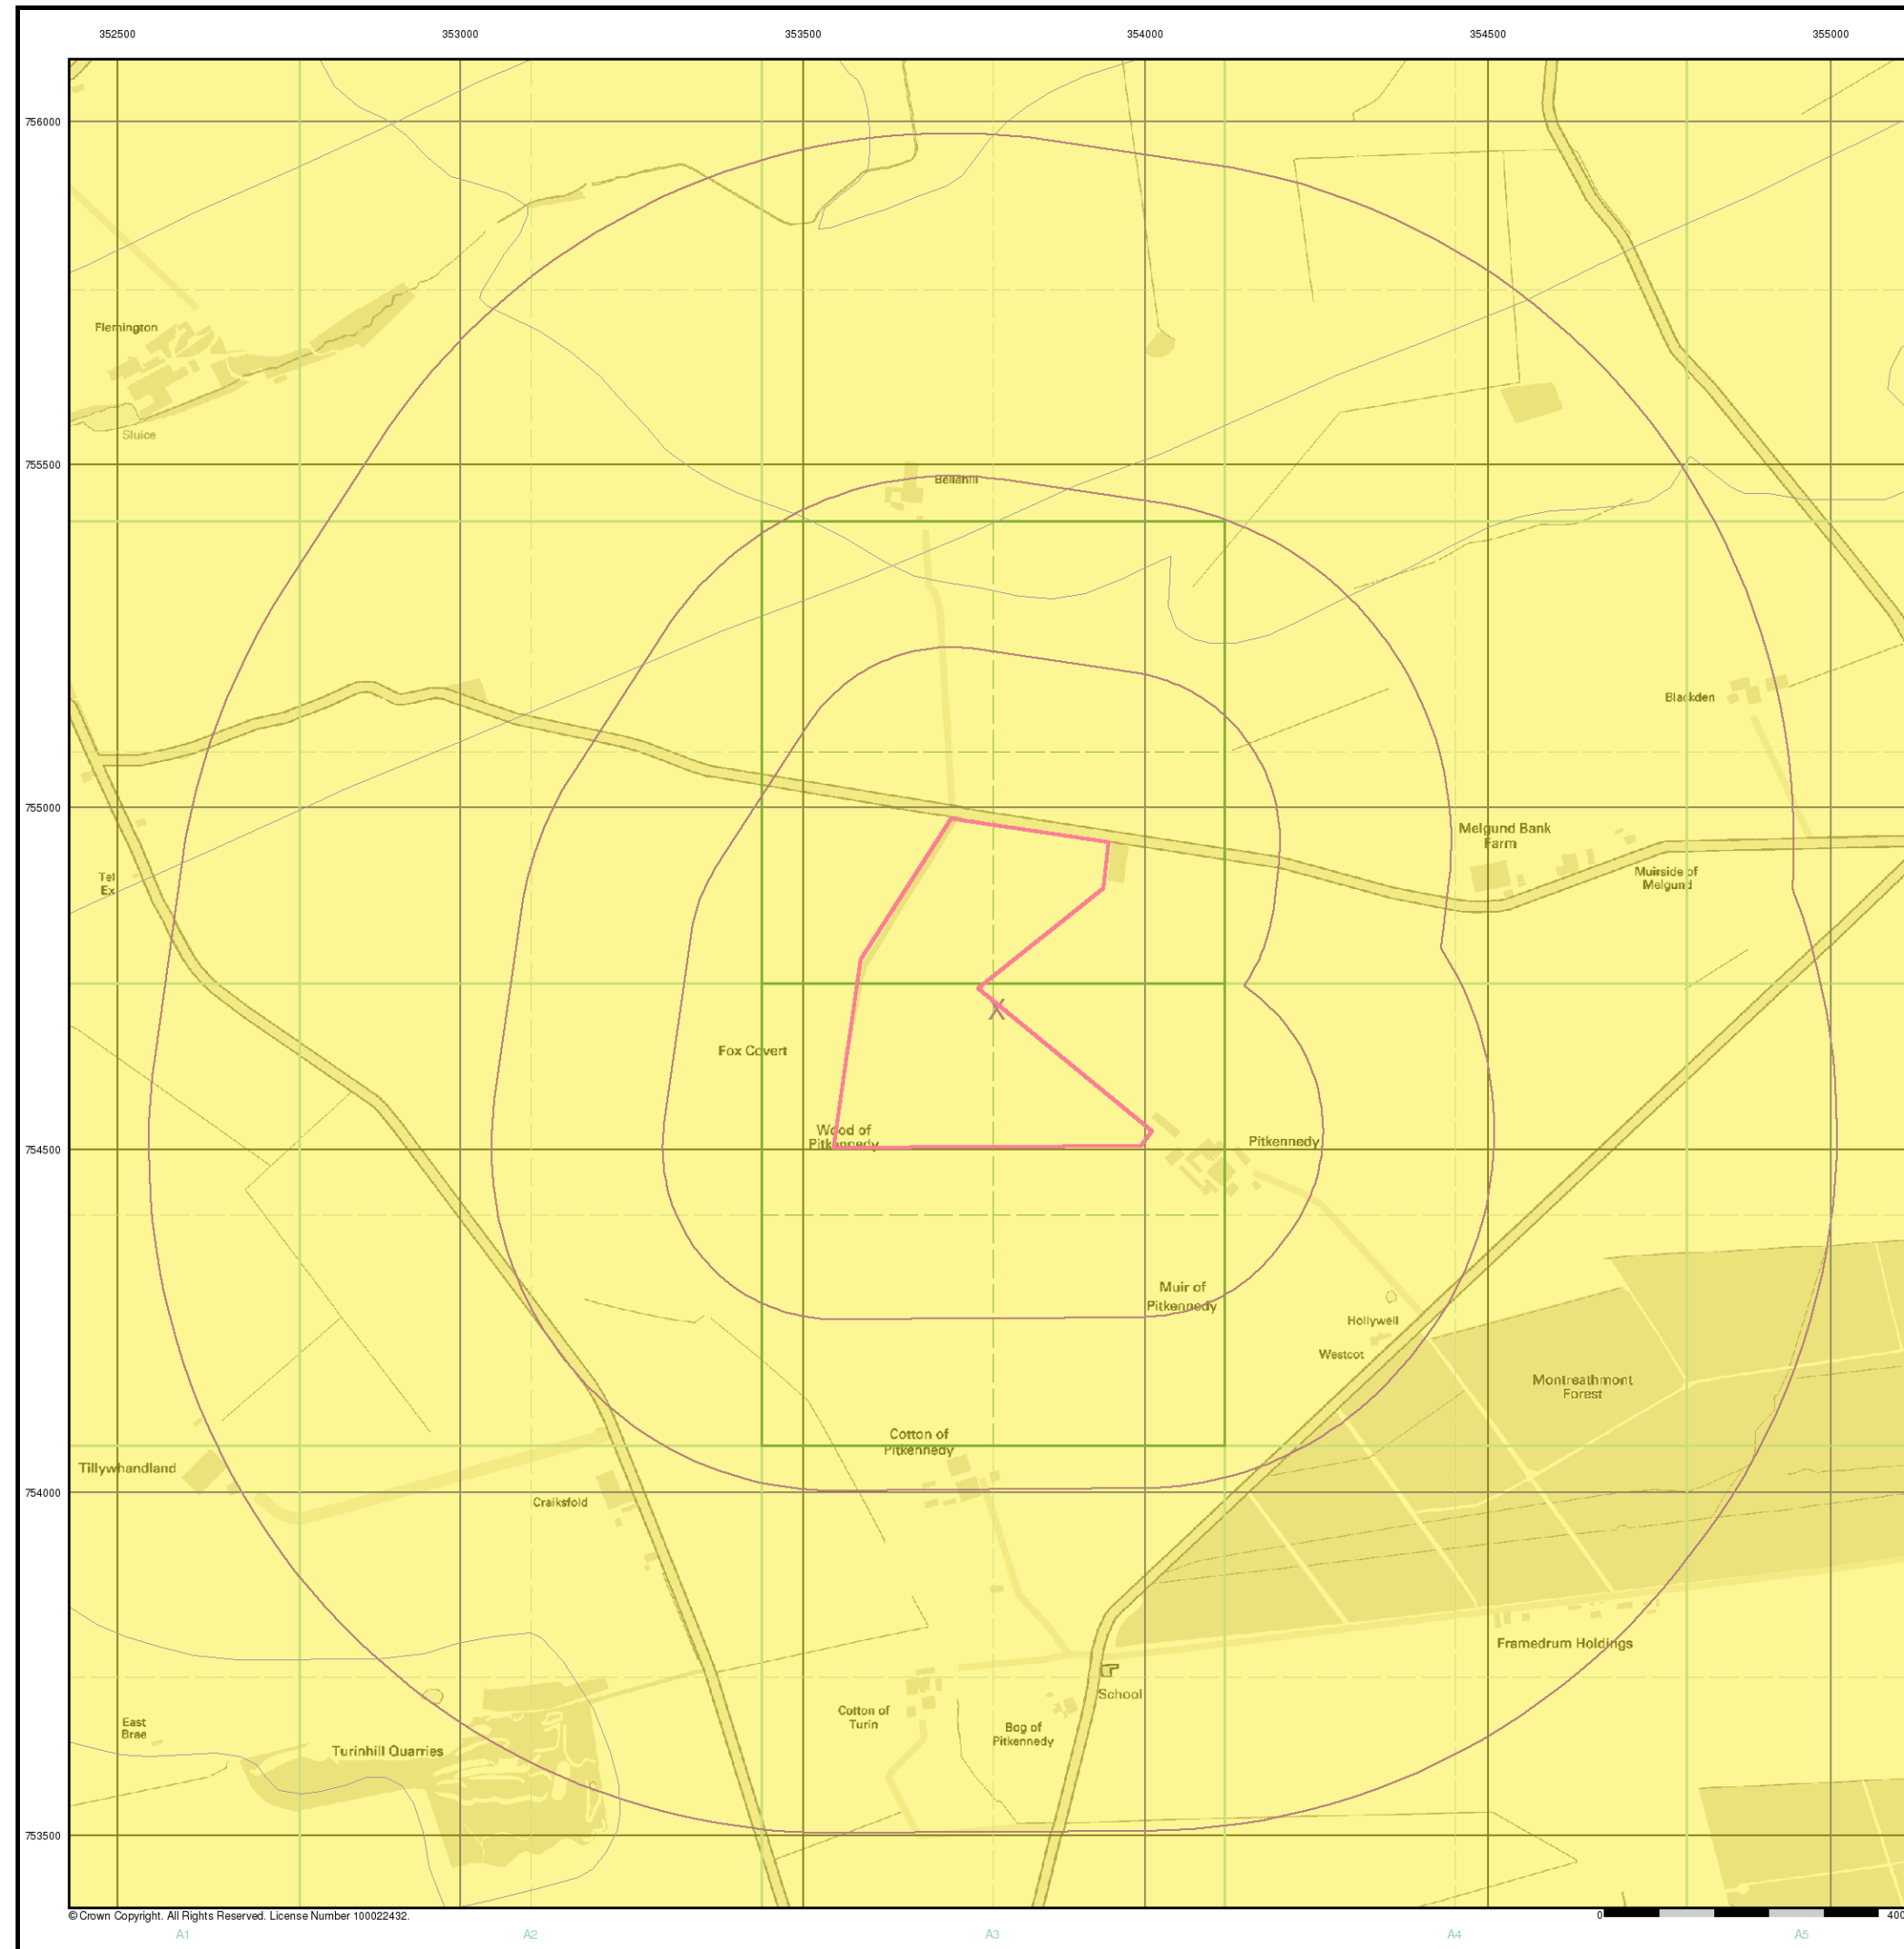 352500 353000 353500 354000 354500 355000
756000
Flemington
Sluice
755500
Bellahill
Blackden
755000
Melgund Bank
Farm
Tel
Ex
Muirside of
Melgund
Fox Covert
X
Wood of
Pitkennedy
Pitkennedy
754500
Muir of
Pitkennedy
Hollywell
Westcot
Montreathmont
Forest
Cotton of
Pitkennedy
Tillywhandland
Craiksfold
754000
Framedrum Holdings
School
Cotton of
Turin
East
Brae
Bog of
Pitkennedy
Turinhill Quarries
753500
© Crown Copyright. All Rights Reserved. License Number 100022432.
0 400
A1 A2 A3 A4 A5